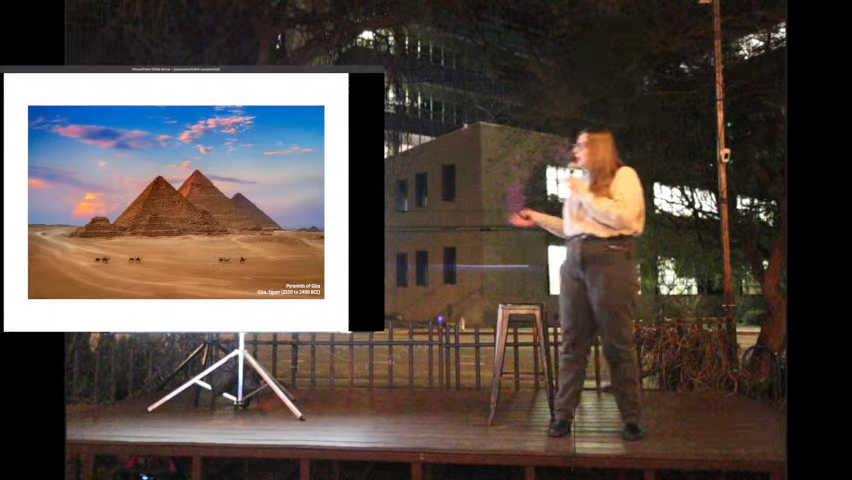 Pyramids of Giza
Giza, Egypt (2550 to 2490 BCE)